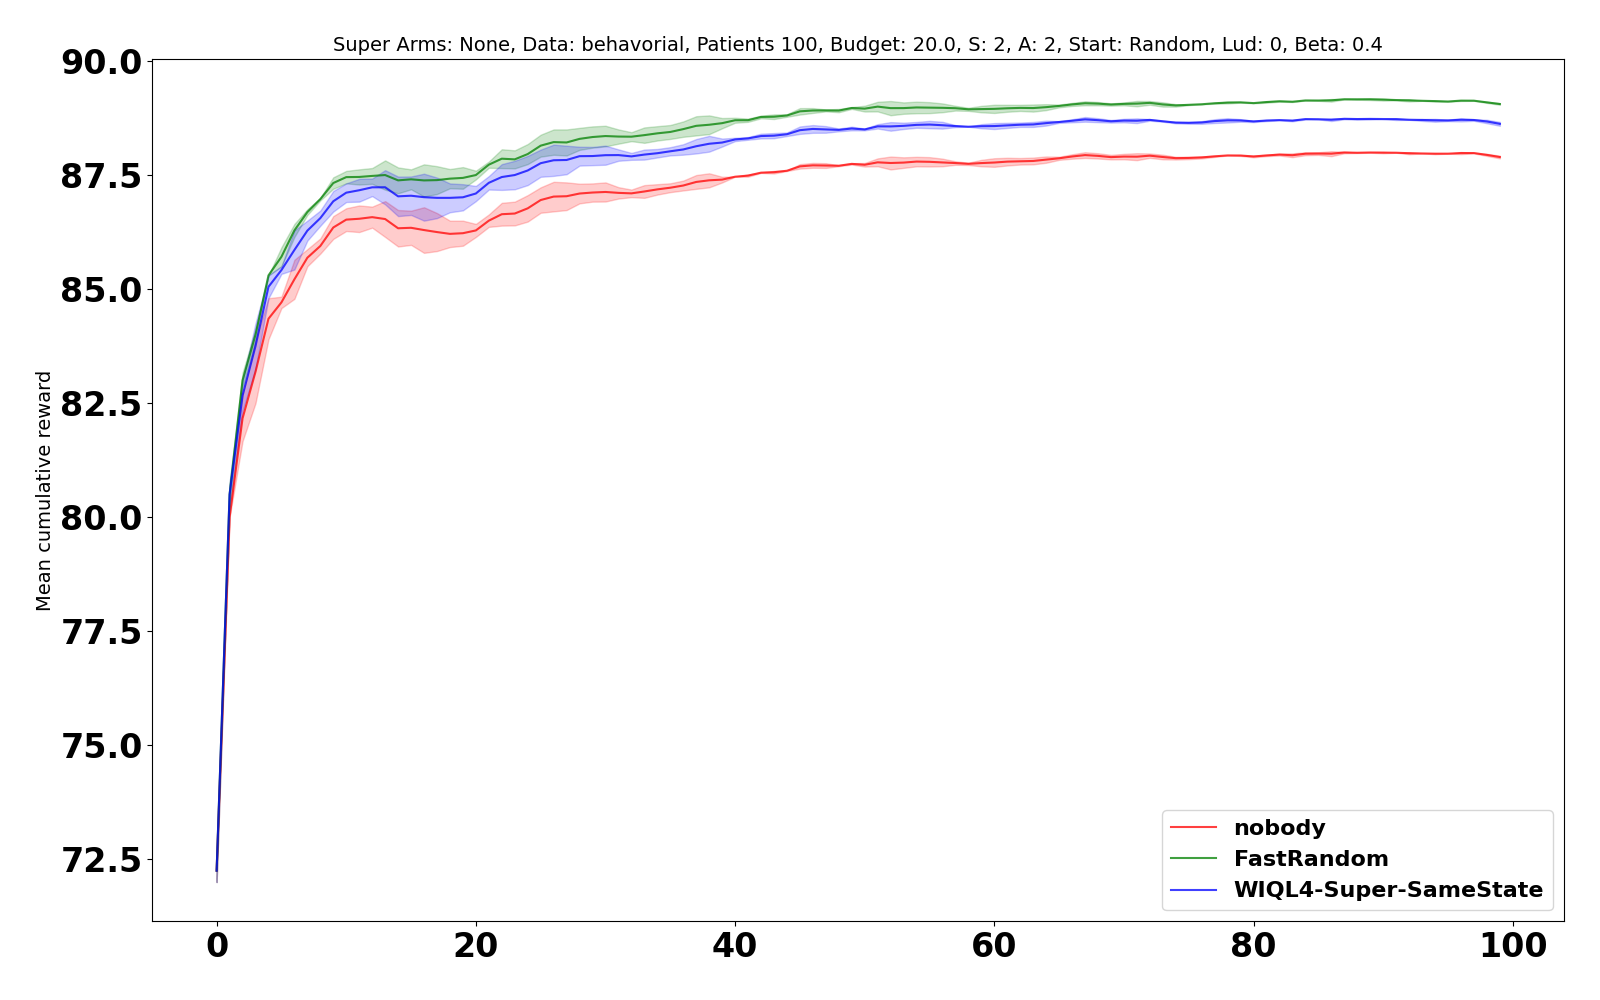 Super Arms: None, Data: behavorial, Patients 100, Budget: 20.0, S: 2, A: 2, Start: Random, Lud: 0, Beta: 0.4
90.0
87.5
85.0
82.5
80.0
77.5
75.0
72.5
Mean cumulative reward
0 20 40 60 80 100
nobody
FastRandom
WIQL4-Super-SameState